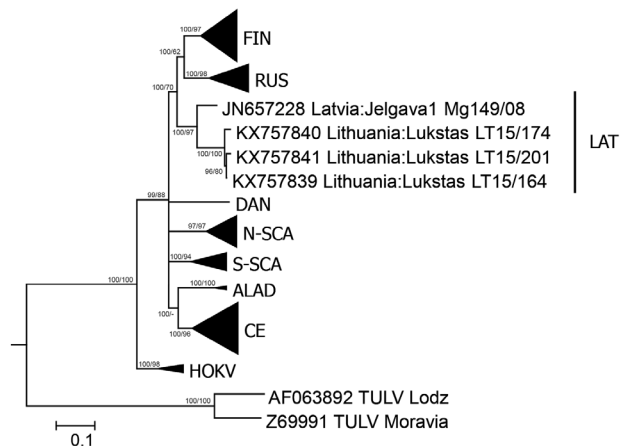 100/97
FIN
100/62
100/98
RUS
100/70
JN657228 Latvia:Jelgava1 Mg149/08
100/97
KX757840 Lithuania:Lukstas LT15/174
100/100
KX757841 Lithuania:Lukstas LT15/201
96/80
KX757839 Lithuania:Lukstas LT15/164
LAT
99/88
DAN
97/97
N-SCA
100/94
S-SCA
100/100
ALAD
100/100
100/-
100/96
CE
100/98
HOKV
AF063892 TULV Lodz
100/100
Z69991 TULV Moravia
0.1